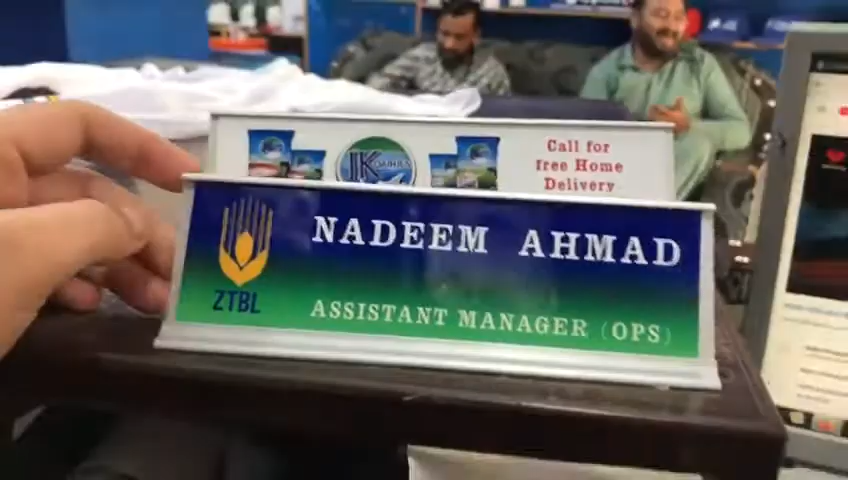 Call for
free Home
Delivery
NADEEM AHMAD
ZTBL
ASSISTANT MANAGER (OPS)